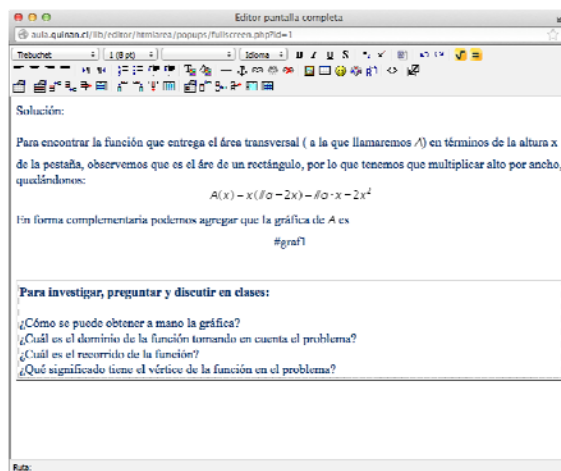 Editor pantalla completa
aula.quinan.cl/lib/editor/htmlarea/popups/fullscreen.php?id=1
Trebuchet 1 (8 pt) Idioma B I U S
Solución:
Para encontrar la función que entrega el área transversal ( a la que llamaremos A) en términos de la altura x
de la pestaña, observemos que es el áre de un rectángulo, por lo que tenemos que multiplicar alto por ancho,
quedándonos:
A(x) = x(#a − 2x) = #a · x − 2x²
En forma complementaria podemos agregar que la gráfica de A es
#graf1
Para investigar, preguntar y discutir en clases:
¿Cómo se puede obtener a mano la gráfica?
¿Cuál es el dominio de la función tomando en cuenta el problema?
¿Cuál es el recorrido de la función?
¿Qué significado tiene el vértice de la función en el problema?
Ruta: